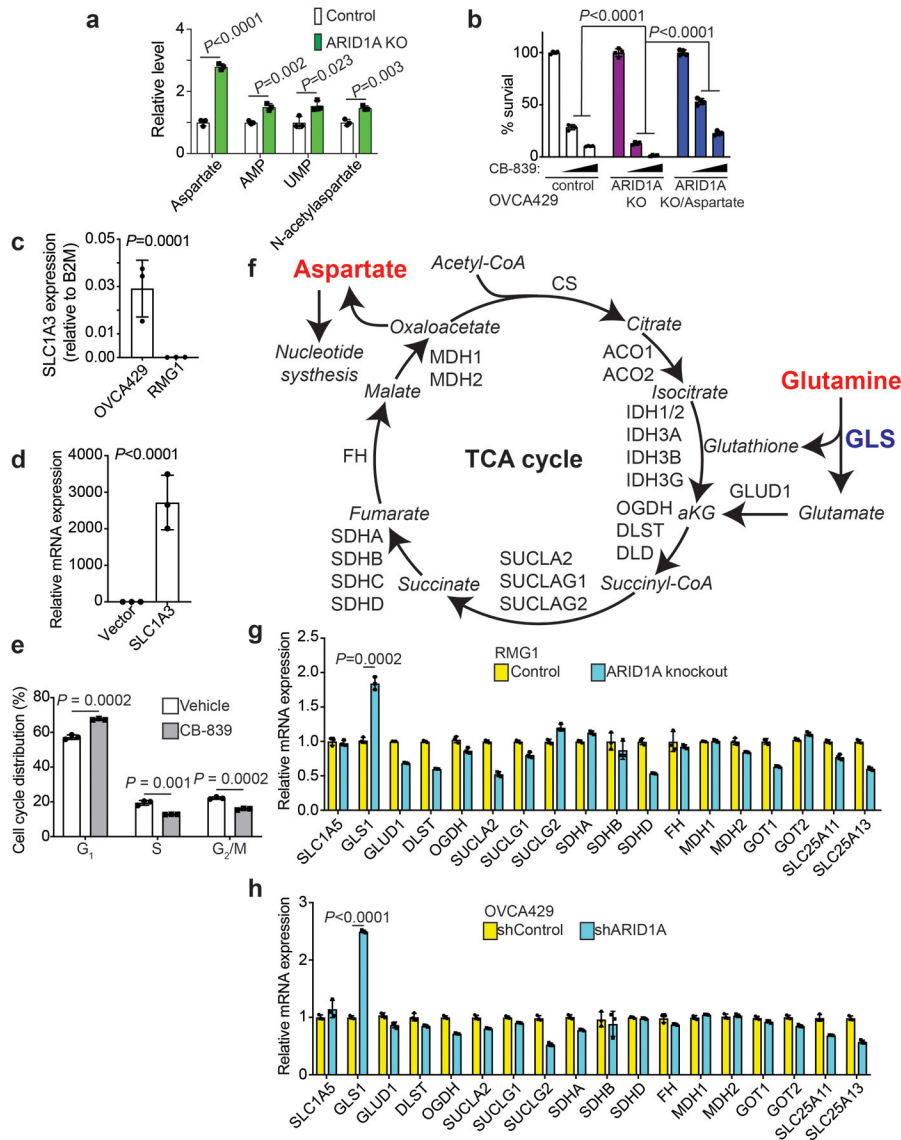 a
Control
ARID1A KO
P<0.0001
P=0.002
P=0.023
P=0.003
Relative level
4
2
0
Aspartate
AMP
UMP
N-acetylaspartate
b
P<0.0001
P<0.0001
% survial
100
50
0
CB-839:
control
ARID1A KO
ARID1A KO/Aspartate
OVCA429
c
P=0.0001
SLC1A3 expression
(relative to B2M)
0.05
0.04
0.03
0.02
0.01
0.00
OVCA429
RMG1
d
P<0.0001
Relative mRNA expression
4000
3000
2000
1000
0
Vector
SLC1A3
e
Vehicle
CB-839
P = 0.0002
P = 0.001
P = 0.0002
Cell cycle distribution (%)
80
60
40
20
0
G1
S
G2/M
f
Aspartate
Acetyl-CoA
CS
Oxaloacetate
Citrate
Nucleotide
systhesis
MDH1
MDH2
ACO1
ACO2
Malate
Isocitrate
Glutamine
IDH1/2
IDH3A
IDH3B
IDH3G
Glutathione
GLS
FH
TCA cycle
GLUD1
OGDH
DLST
DLD
aKG
Glutamate
Fumarate
SDHA
SDHB
SDHC
SDHD
Succinate
SUCLA2
SUCLAG1
SUCLAG2
Succinyl-CoA
g
RMG1
Control
ARID1A knockout
P=0.0002
Relative mRNA expression
2.5
2.0
1.5
1.0
0.5
0.0
SLC1A5
GLS1
GLUD1
DLST
OGDH
SUCLA2
SUCLG1
SUCLG2
SDHA
SDHB
SDHD
FH
MDH1
MDH2
GOT1
GOT2
SLC25A11
SLC25A13
h
OVCA429
shControl
shARID1A
P<0.0001
Relative mRNA expression
3
2
1
0
SLC1A5
GLS1
GLUD1
DLST
OGDH
SUCLA2
SUCLG1
SUCLG2
SDHA
SDHB
SDHD
FH
MDH1
MDH2
GOT1
GOT2
SLC25A11
SLC25A13